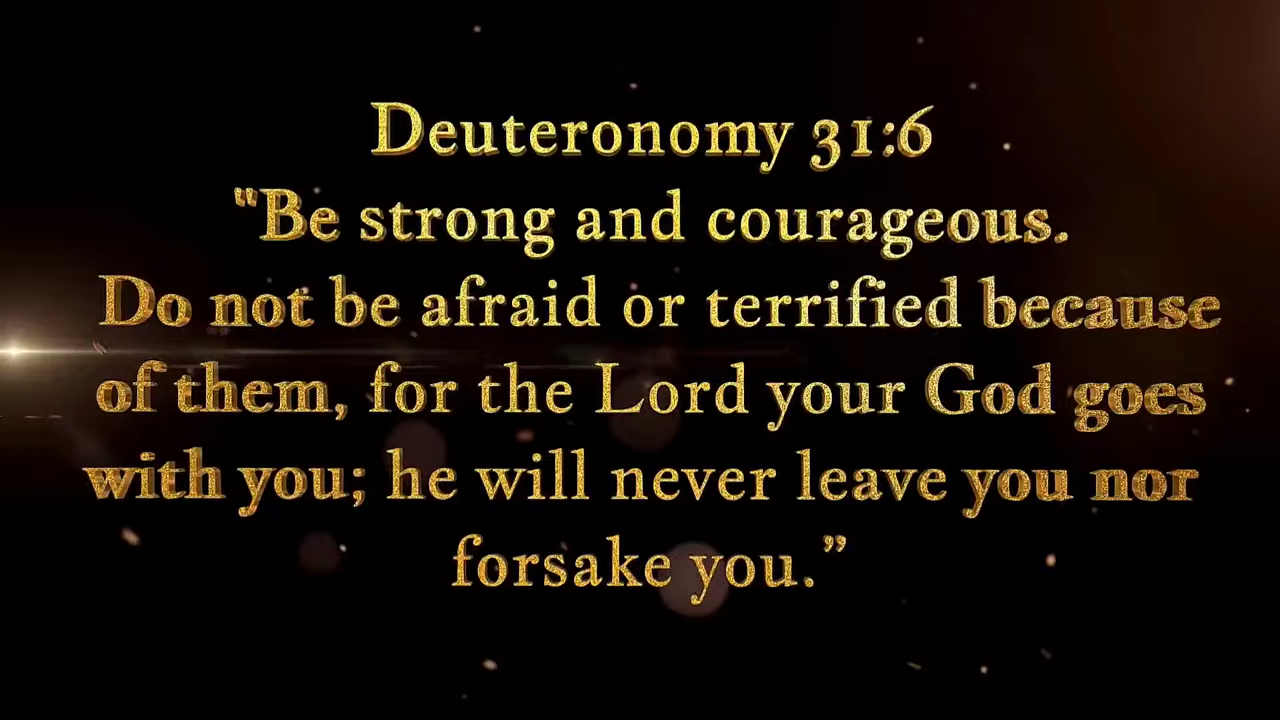 Deuteronomy 31:6
"Be strong and courageous.
Do not be afraid or terrified because
of them, for the Lord your God goes
with you; he will never leave you nor
forsake you.”